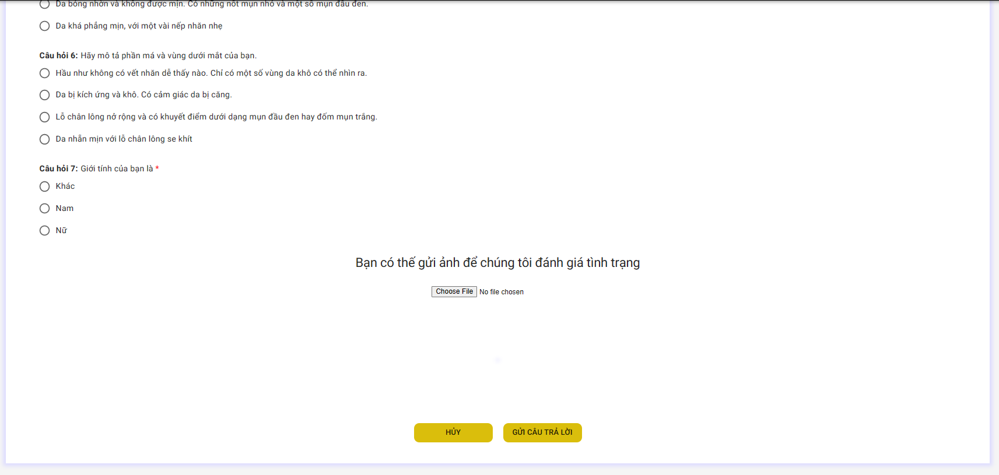 Da bóng nhờn và không được mịn. Có những nốt mụn nhỏ và một số mụn đầu đen.
Da khá phẳng mịn, với một vài nếp nhăn nhẹ
Câu hỏi 6: Hãy mô tả phần má và vùng dưới mắt của bạn.
Hầu như không có vết nhăn dễ thấy nào. Chỉ có một số vùng da khô có thể nhìn ra.
Da bị kích ứng và khô. Có cảm giác da bị căng.
Lỗ chân lông nở rộng và có khuyết điểm dưới dạng mụn đầu đen hay đốm mụn trắng.
Da nhẵn mịn với lỗ chân lông se khít
Câu hỏi 7: Giới tính của bạn là *
Khác
Nam
Nữ
Bạn có thể gửi ảnh để chúng tôi đánh giá tình trạng
Choose File No file chosen
HỦY GỬI CÂU TRẢ LỜI